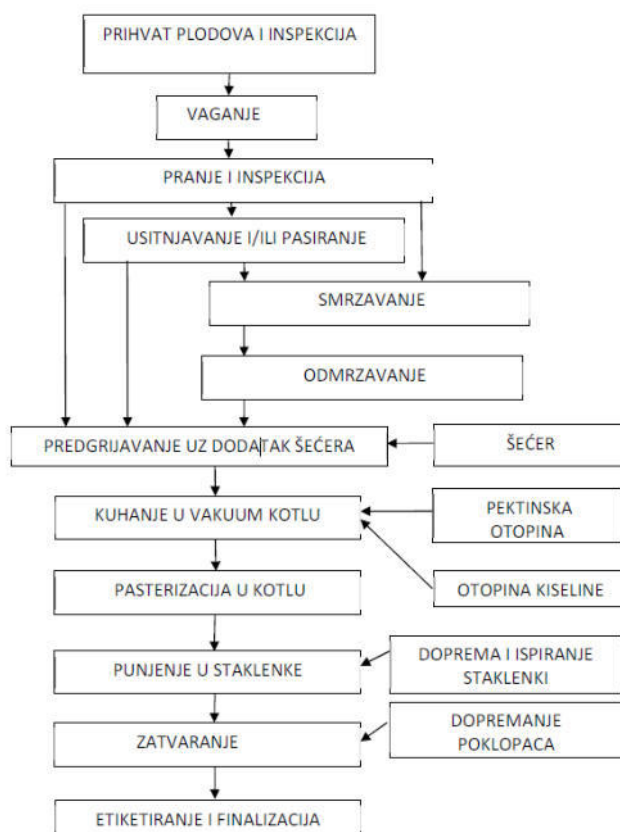 PRIHVAT PLODOVA I INSPEKCIJA
VAGANJE
PRANJE I INSPEKCIJA
USITNJAVANJE I/ILI PASIRANJE
SMRZAVANJE
ODMRZAVANJE
PREDGRIJAVANJE UZ DODATAK ŠEĆERA
ŠEĆER
KUHANJE U VAKUUM KOTLU
PEKTINSKA
OTOPINA
PASTERIZACIJA U KOTLU
OTOPINA KISELINE
PUNJENJE U STAKLENKE
DOPREMA I ISPIRANJE
STAKLENKI
ZATVARANJE
DOPREMANJE
POKLOPACA
ETIKETIRANJE I FINALIZACIJA